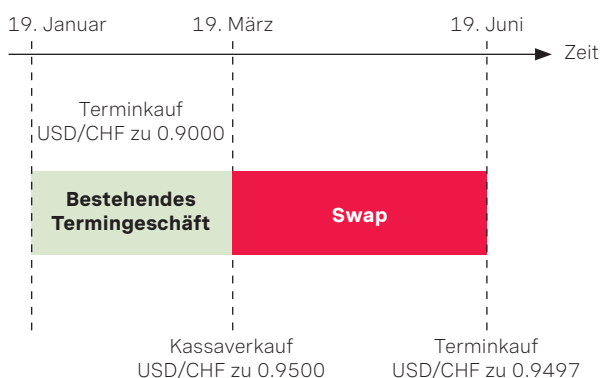 19. Januar
19. März
19. Juni
Zeit
Terminkauf
USD/CHF zu 0.9000
Bestehendes
Termingeschäft
Swap
Kassaverkauf
USD/CHF zu 0.9500
Terminkauf
USD/CHF zu 0.9497